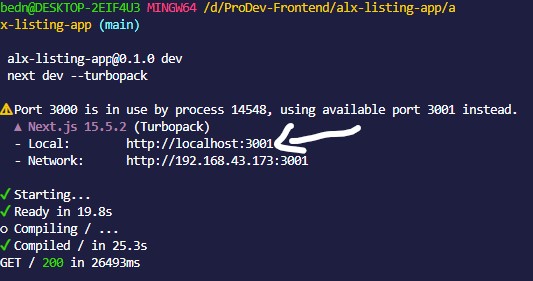 bedn@DESKTOP-2EIF4U3 MINGW64 /d/ProDev-Frontend/alx-listing-app/a
x-listing-app (main)
alx-listing-app@0.1.0 dev
next dev --turbopack
⚠Port 3000 is in use by process 14548, using available port 3001 instead.
▲ Next.js 15.5.2 (Turbopack)
- Local: http://localhost:3001
- Network: http://192.168.43.173:3001
✓ Starting...
✓ Ready in 19.8s
○ Compiling / ...
✓ Compiled / in 25.3s
GET / 200 in 26493ms